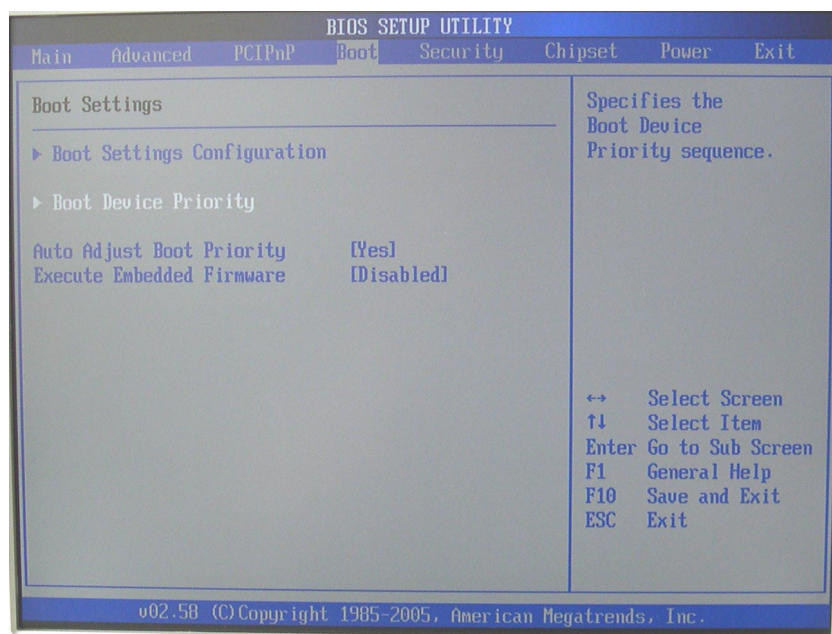 BIOS SETUP UTILITY
Main Advanced PCIPnP Boot Security Chipset Power Exit
Boot Settings
▶ Boot Settings Configuration
▶ Boot Device Priority
Auto Adjust Boot Priority [Yes]
Execute Embedded Firmware [Disabled]
Specifies the
Boot Device
Priority sequence.
↔ Select Screen
↑↓ Select Item
Enter Go to Sub Screen
F1 General Help
F10 Save and Exit
ESC Exit
v02.58 (C)Copyright 1985-2005, American Megatrends, Inc.